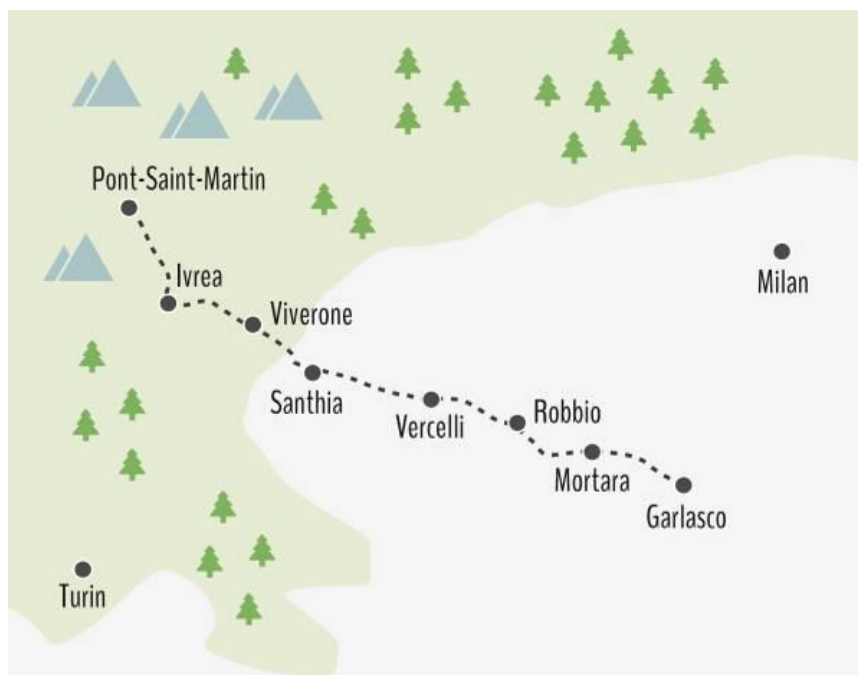 Pont-Saint-Martin
Ivrea
Milan
Viverone
Santhia
Robbio
Vercelli
Mortara
Garlasco
Turin